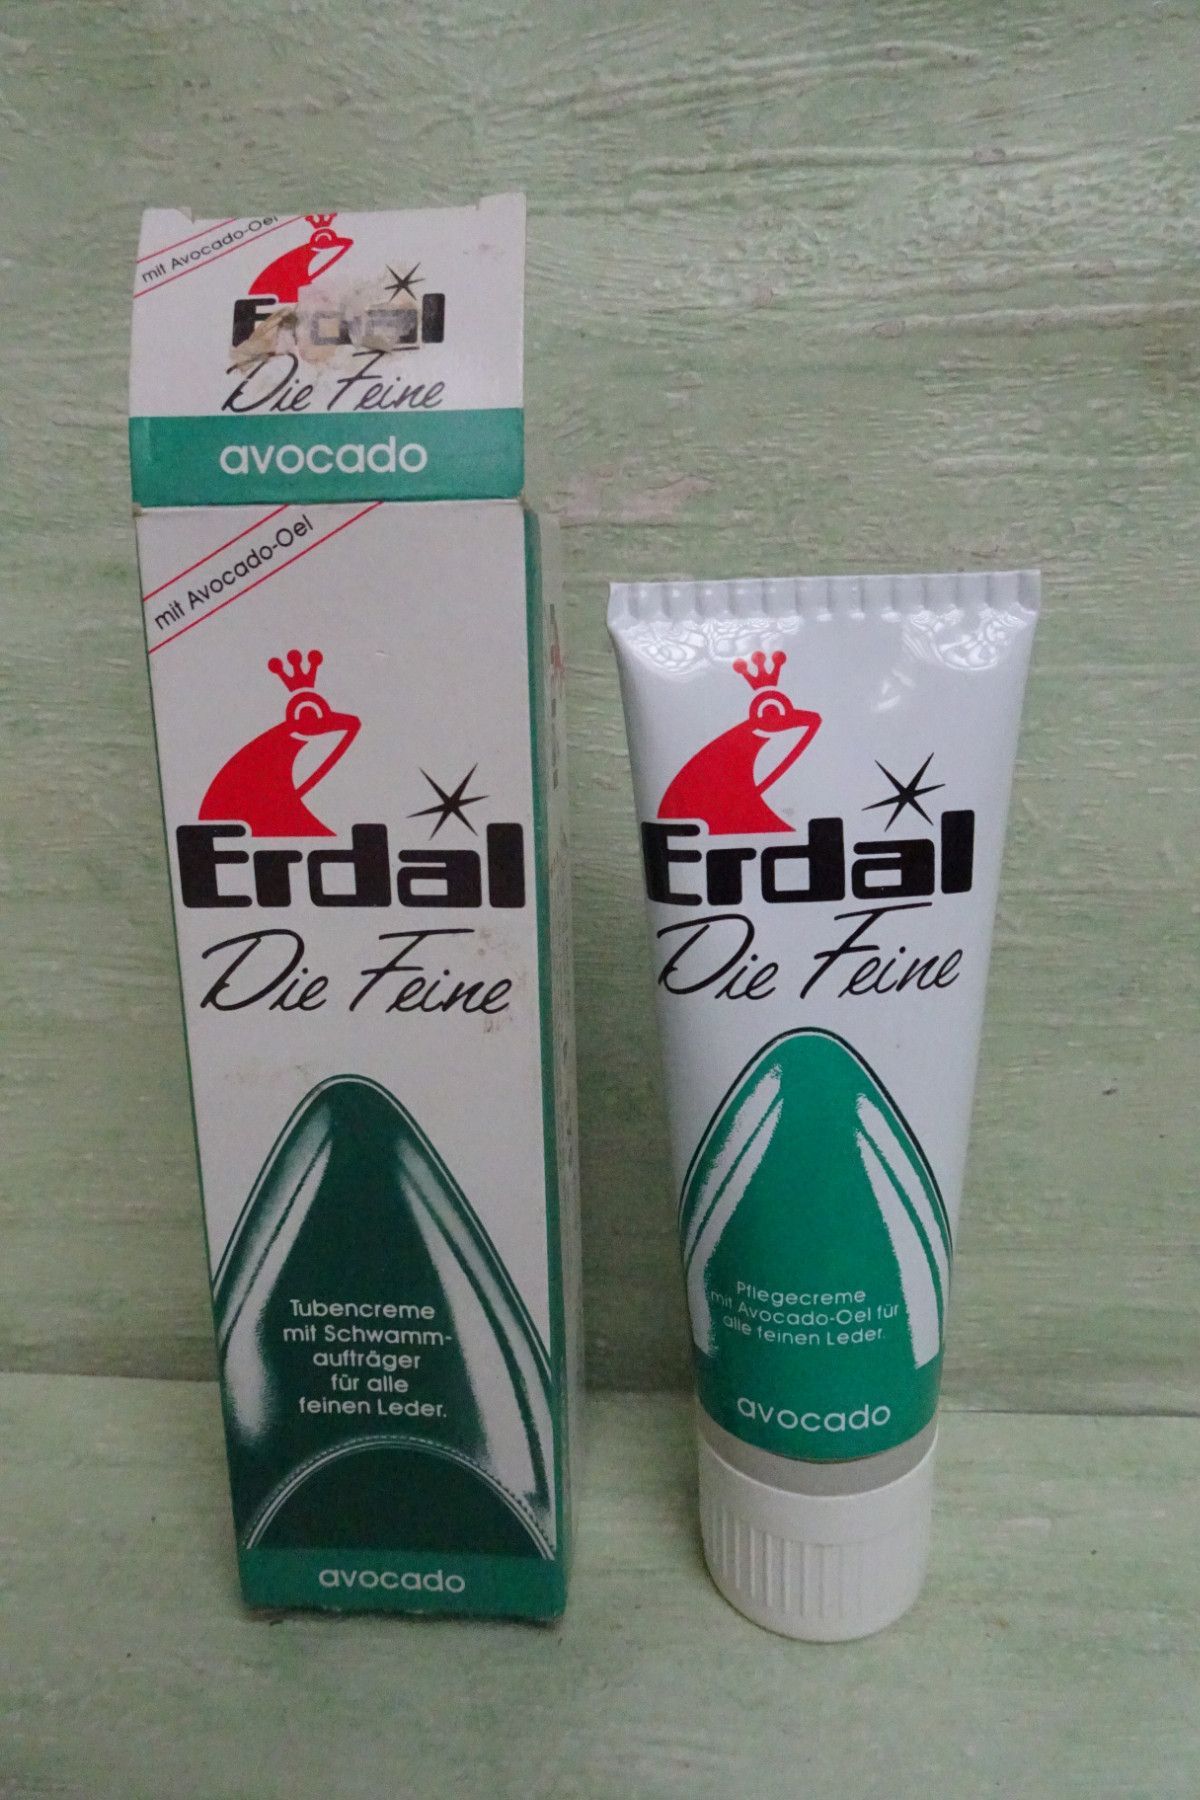 mit Avocado-Oel
Erdal
Die Feine
avocado
mit Avocado-Oel
Erdal
Die Feine
Tubencreme
mit Schwamm-
aufträger
für alle
feinen Leder.
avocado
Erdal
Die Feine
Pflegecreme
mit Avocado-Oel für
alle feinen Leder.
avocado